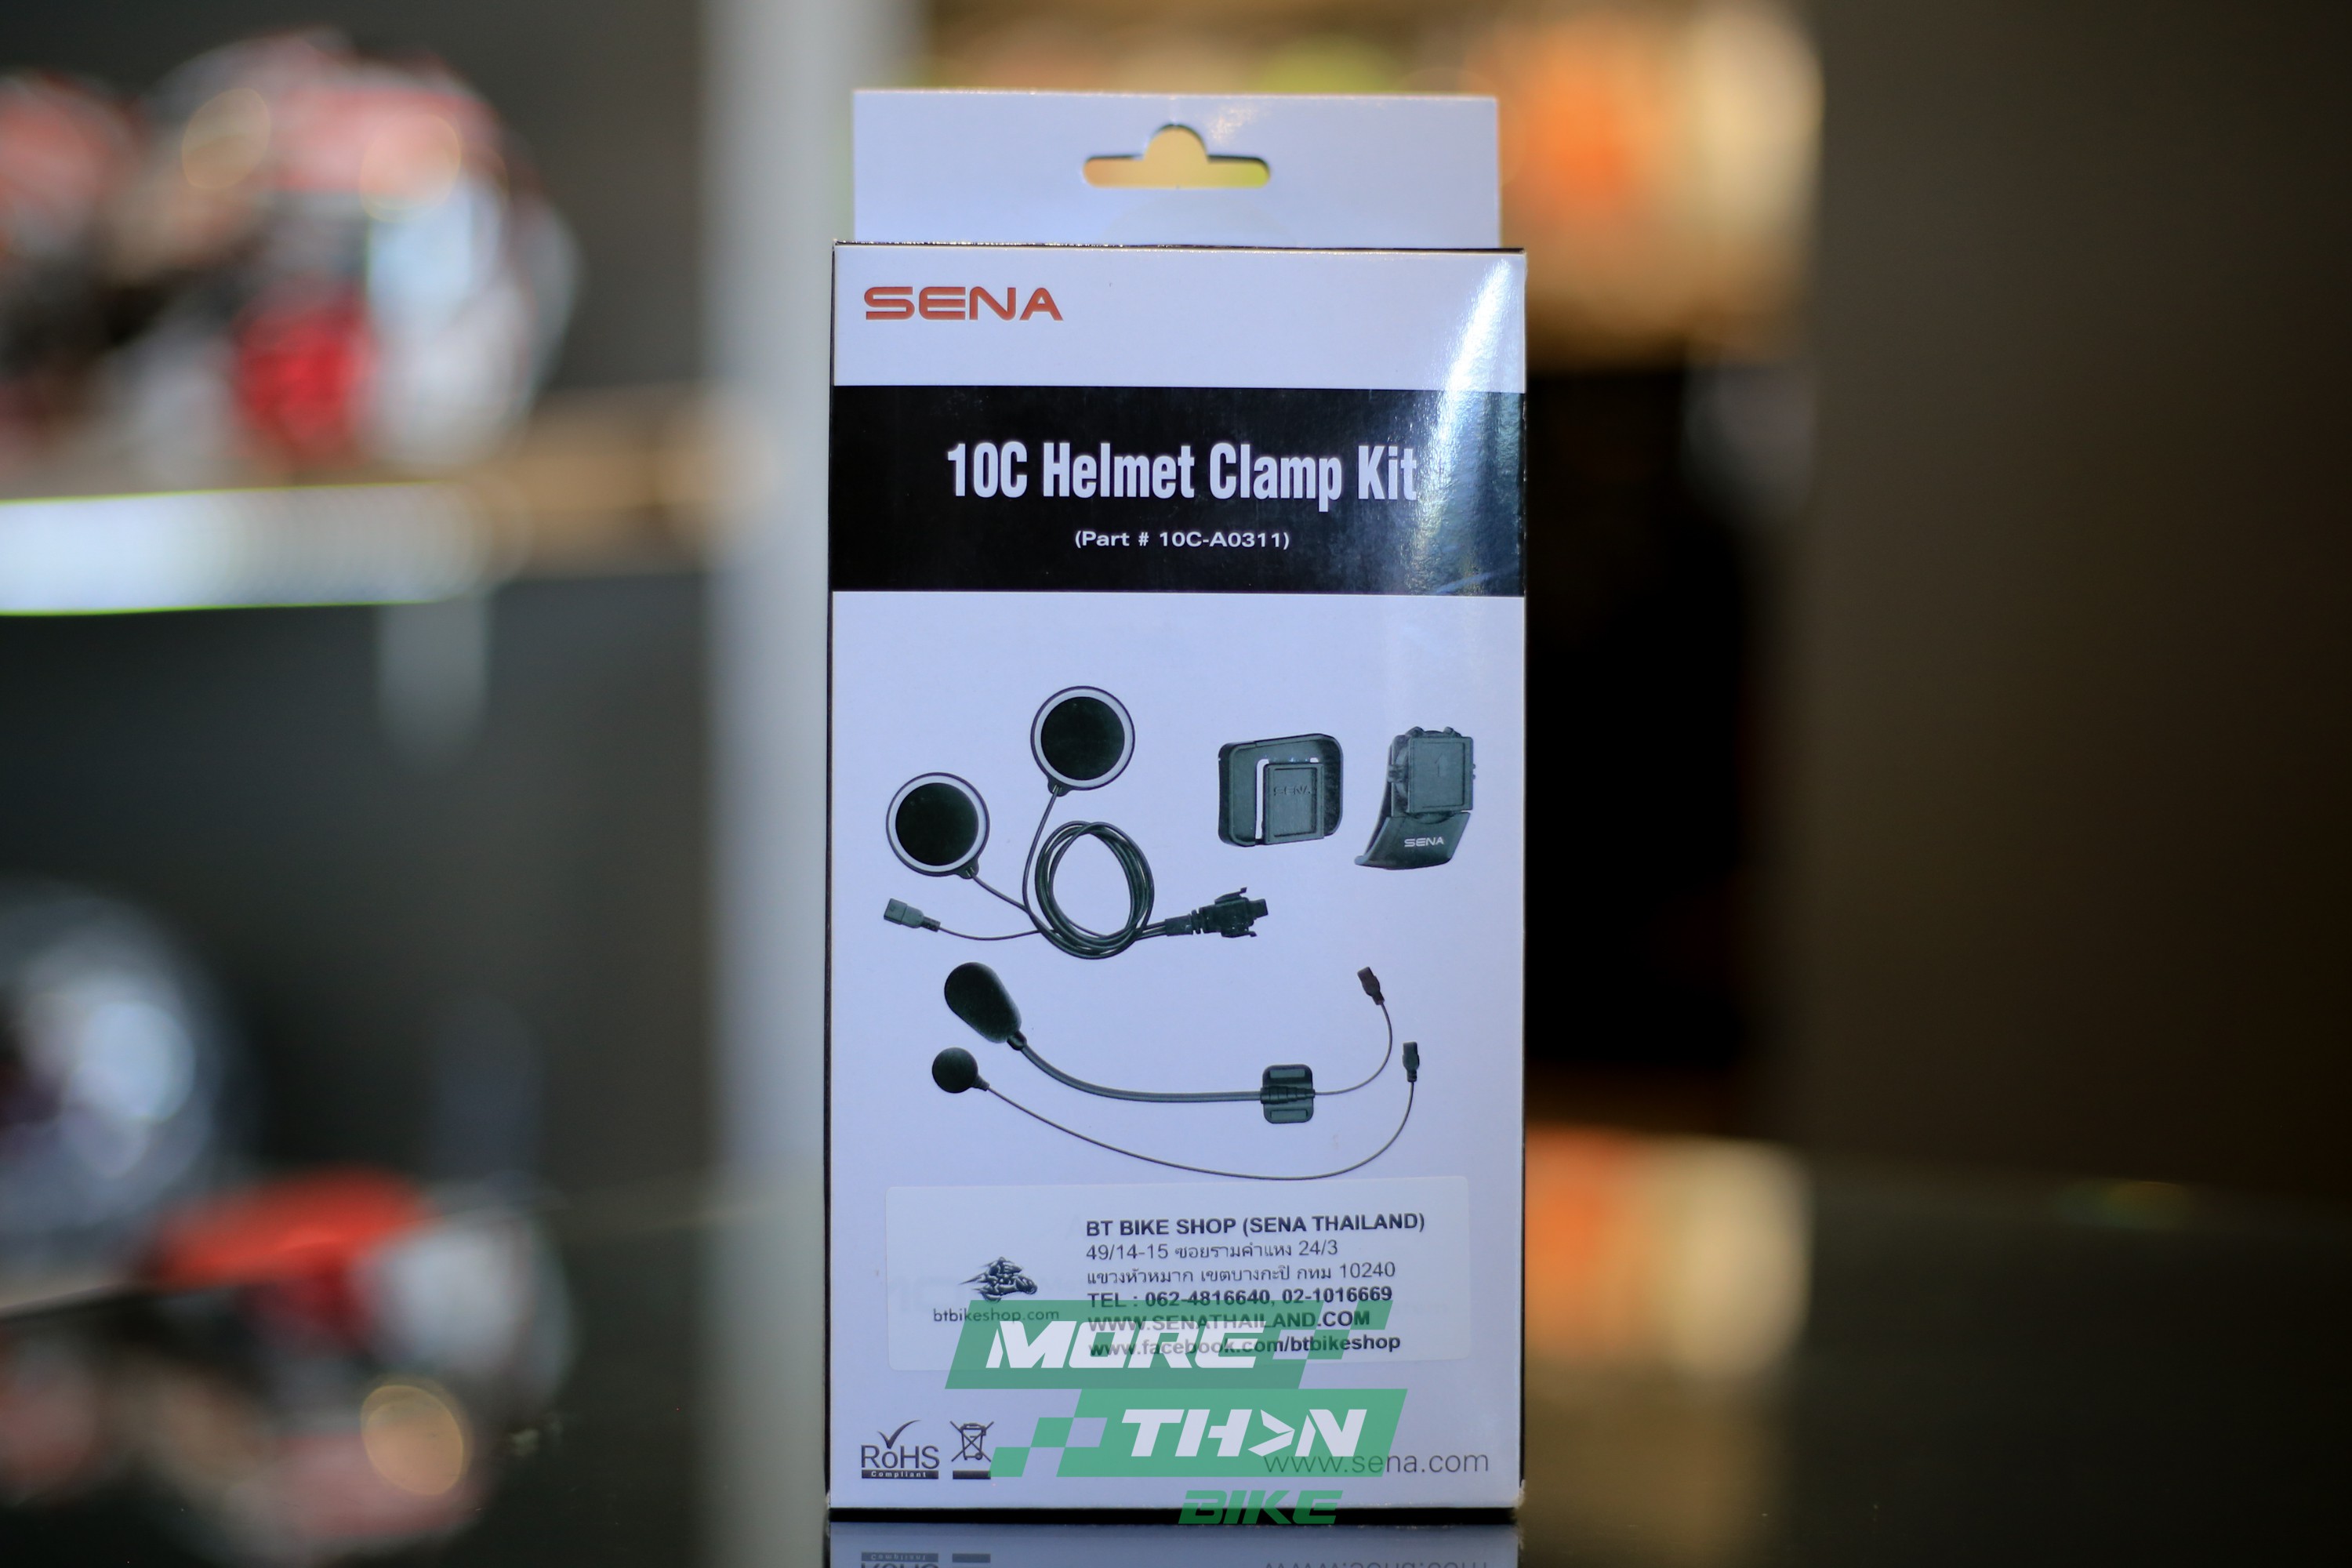 SENA
10C Helmet Clamp Kit
(Part # 10C-A0311)
SENA
SENA
BT BIKE SHOP (SENA THAILAND)
49/14-15 ซอยรามคำแหง 24/3
แขวงหัวหมาก เขตบางกะปิ กทม 10240
TEL : 062-4816640, 02-1016669
WWW.SENATHAILAND.COM
www.facebook.com/btbikeshop
btbikeshop.com
MORE
THAN
BIKE
RoHS
Compliant
www.sena.com